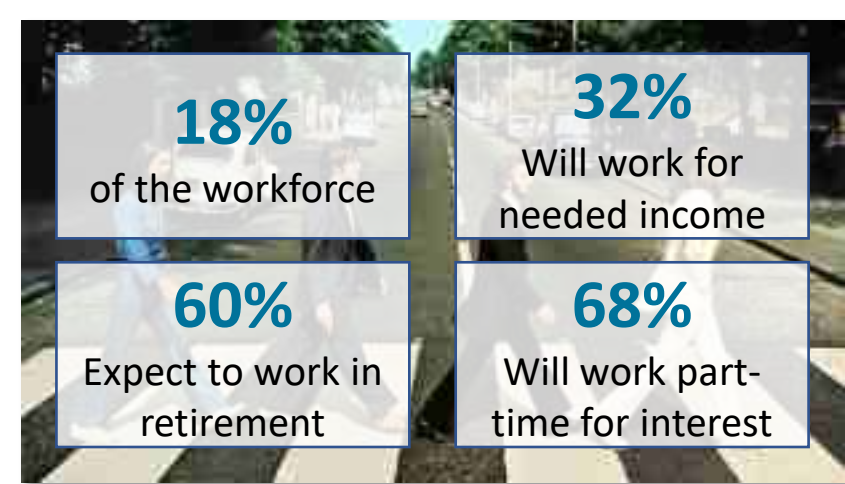 18%
of the workforce
32%
Will work for
needed income
60%
Expect to work in
retirement
68%
Will work part-
time for interest